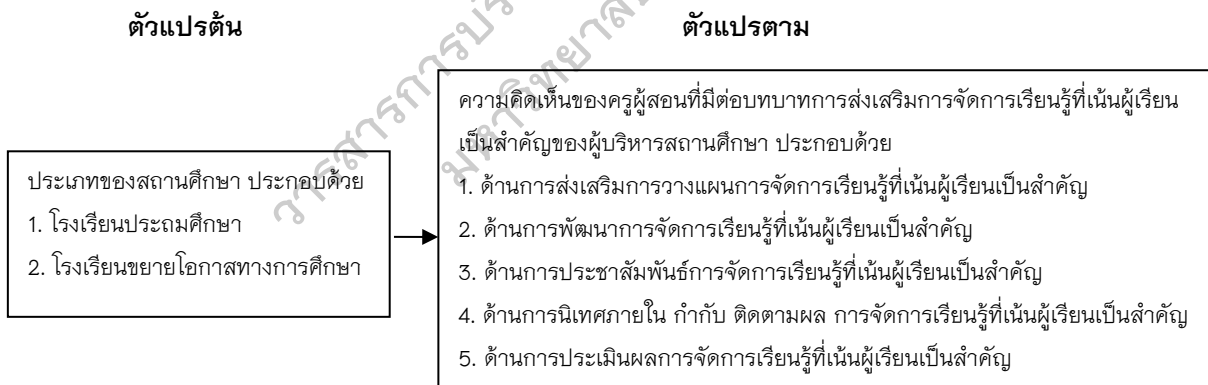 ตัวแปรต้น
ตัวแปรตาม
ประเภทของสถานศึกษา ประกอบด้วย
1. โรงเรียนประถมศึกษา
2. โรงเรียนขยายโอกาสทางการศึกษา
ความคิดเห็นของครูผู้สอนที่มีต่อบทบาทการส่งเสริมการจัดการเรียนรู้ที่เน้นผู้เรียน
เป็นสำคัญของผู้บริหารสถานศึกษา ประกอบด้วย
1. ด้านการส่งเสริมการวางแผนการจัดการเรียนรู้ที่เน้นผู้เรียนเป็นสำคัญ
2. ด้านการพัฒนาการจัดการเรียนรู้ที่เน้นผู้เรียนเป็นสำคัญ
3. ด้านการประชาสัมพันธ์การจัดการเรียนรู้ที่เน้นผู้เรียนเป็นสำคัญ
4. ด้านการนิเทศภายใน กำกับ ติดตามผล การจัดการเรียนรู้ที่เน้นผู้เรียนเป็นสำคัญ
5. ด้านการประเมินผลการจัดการเรียนรู้ที่เน้นผู้เรียนเป็นสำคัญ